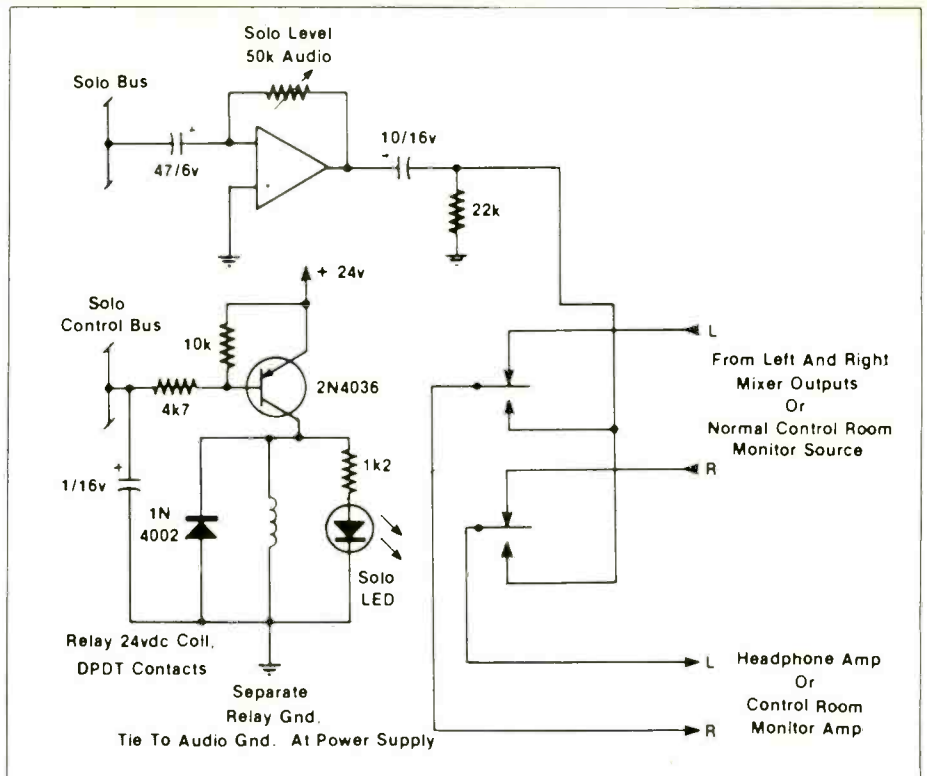 Solo Level
50k Audio
Solo Bus
47/6v
10/16v
22k
+ 24v
Solo
Control Bus
10k
2N4036
4k7
1/16v
1N
4002
1k2
Solo
LED
Relay 24vdc Coil,
DPDT Contacts
Separate
Relay Gnd.
Tie To Audio Gnd. At Power Supply
L
From Left And Right
Mixer Outputs
Or
Normal Control Room
Monitor Source
R
L
Headphone Amp
Or
Control Room
Monitor Amp
R